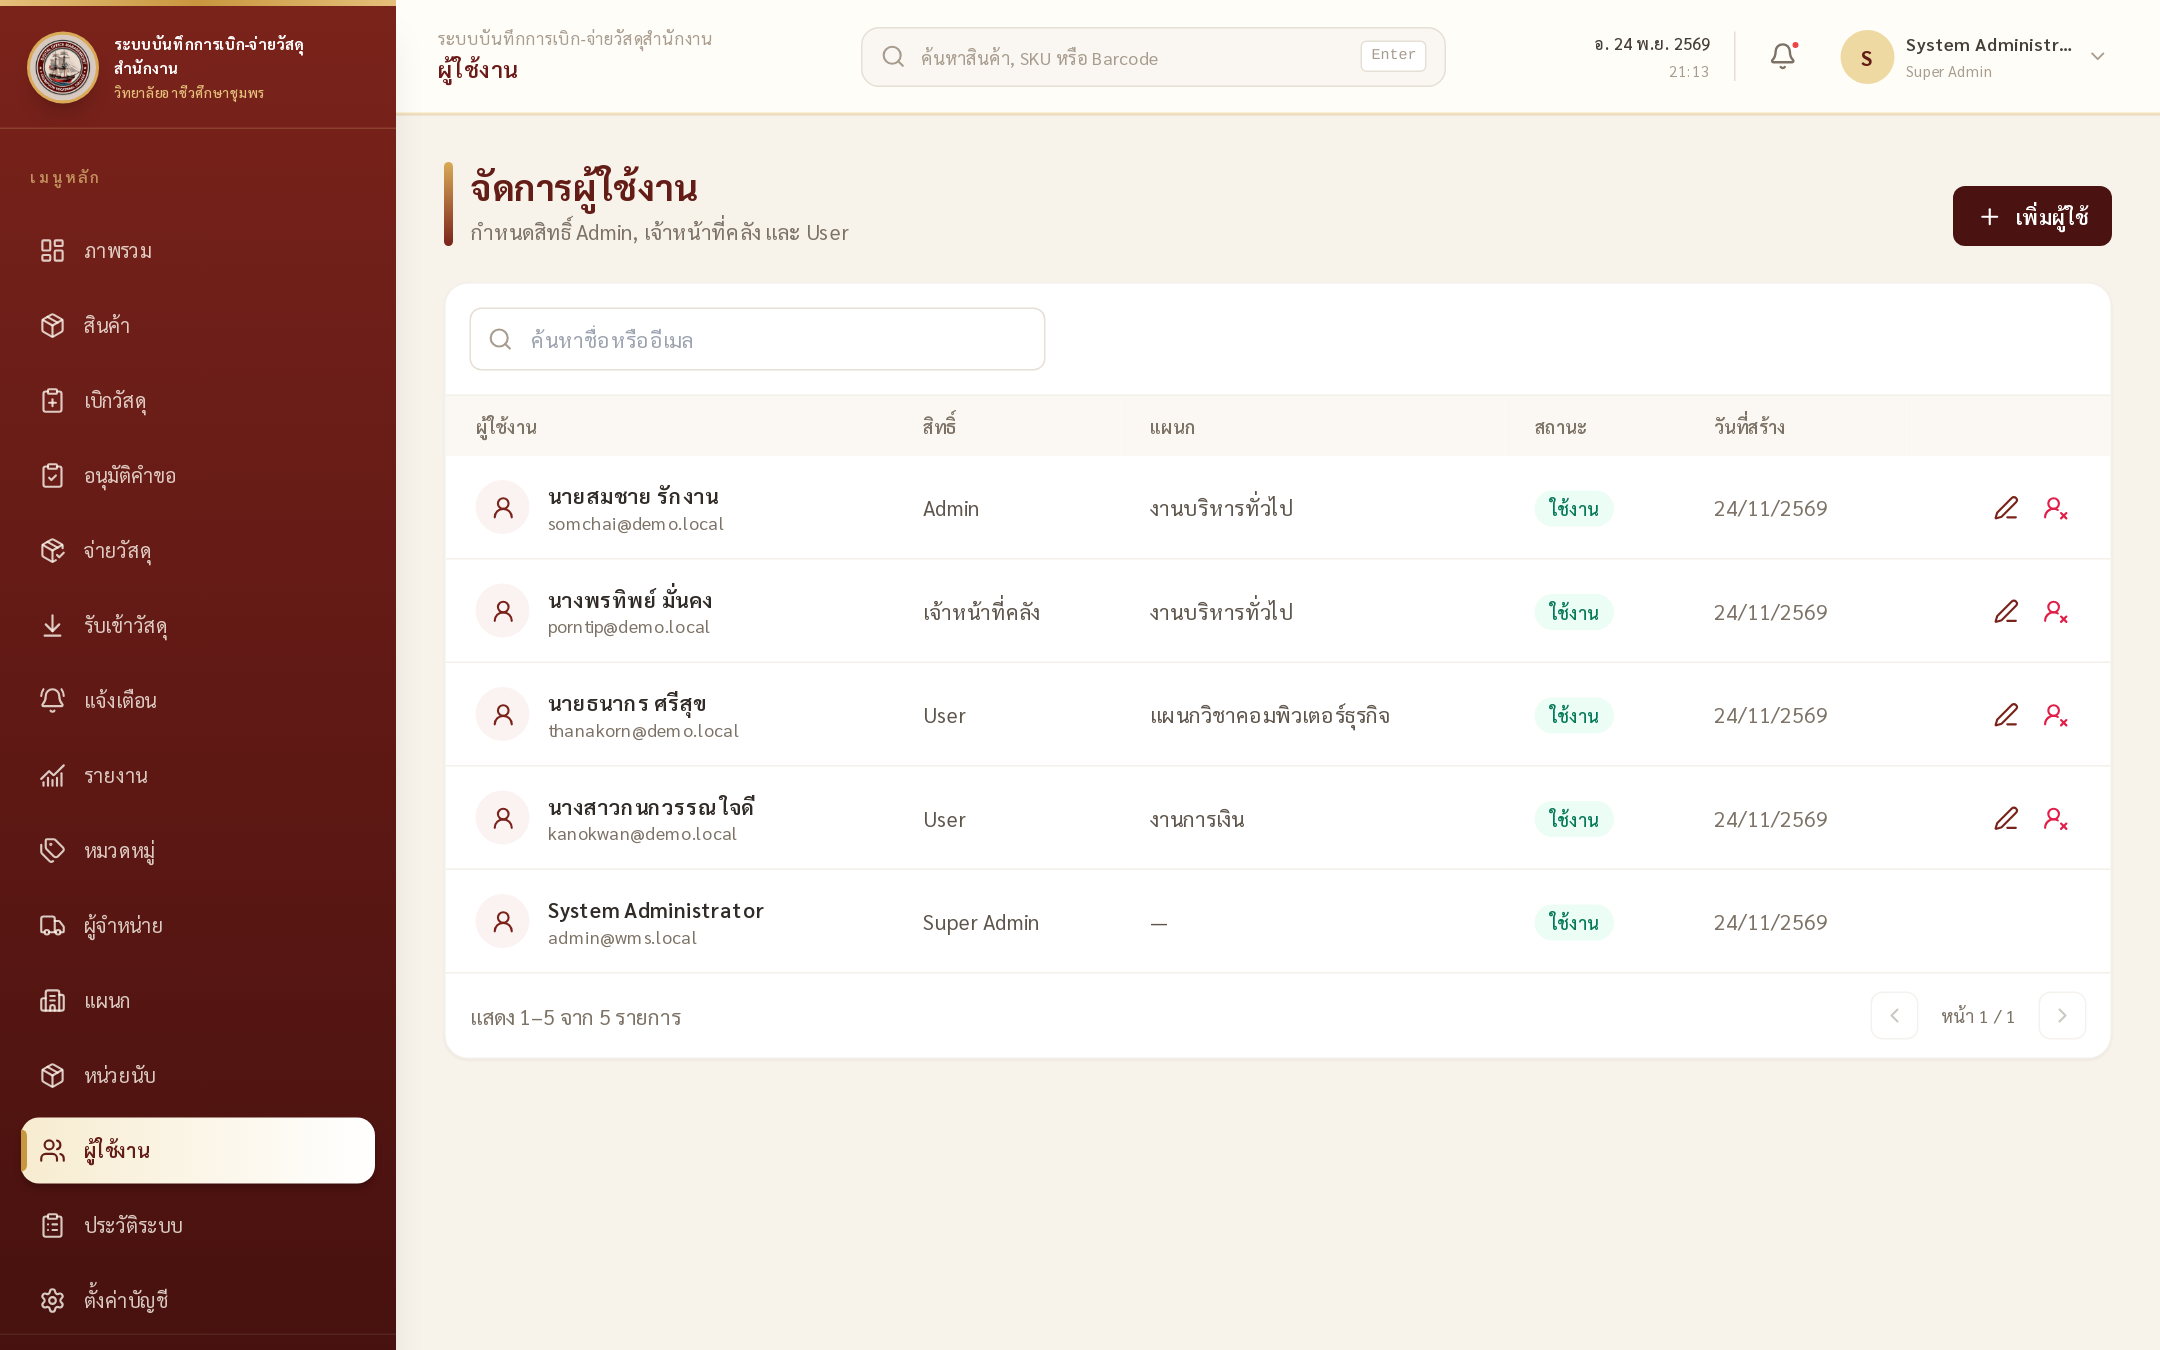 ระบบบันทึกการเบิก-จ่ายวัสดุ
สำนักงาน
วิทยาลัยอาชีวศึกษาชุมพร
เมนูหลัก
ภาพรวม
สินค้า
เบิกวัสดุ
อนุมัติคำขอ
จ่ายวัสดุ
รับเข้าวัสดุ
แจ้งเตือน
รายงาน
หมวดหมู่
ผู้จำหน่าย
แผนก
หน่วยนับ
ผู้ใช้งาน
ประวัติระบบ
ตั้งค่าบัญชี
ระบบบันทึกการเบิก-จ่ายวัสดุสำนักงาน
ผู้ใช้งาน
ค้นหาสินค้า, SKU หรือ Barcode Enter
อ. 24 พ.ย. 2569
21:13
S
System Administr...
Super Admin
จัดการผู้ใช้งาน
กำหนดสิทธิ์ Admin, เจ้าหน้าที่คลัง และ User
เพิ่มผู้ใช้
ค้นหาชื่อหรืออีเมล
ผู้ใช้งาน สิทธิ์ แผนก สถานะ วันที่สร้าง
นายสมชาย รักงาน
somchai@demo.local
Admin งานบริหารทั่วไป ใช้งาน 24/11/2569
นางพรทิพย์ มั่นคง
porntip@demo.local
เจ้าหน้าที่คลัง งานบริหารทั่วไป ใช้งาน 24/11/2569
นายธนากร ศรีสุข
thanakorn@demo.local
User แผนกวิชาคอมพิวเตอร์ธุรกิจ ใช้งาน 24/11/2569
นางสาวกนกวรรณ ใจดี
kanokwan@demo.local
User งานการเงิน ใช้งาน 24/11/2569
System Administrator
admin@wms.local
Super Admin — ใช้งาน 24/11/2569
แสดง 1–5 จาก 5 รายการ
หน้า 1 / 1